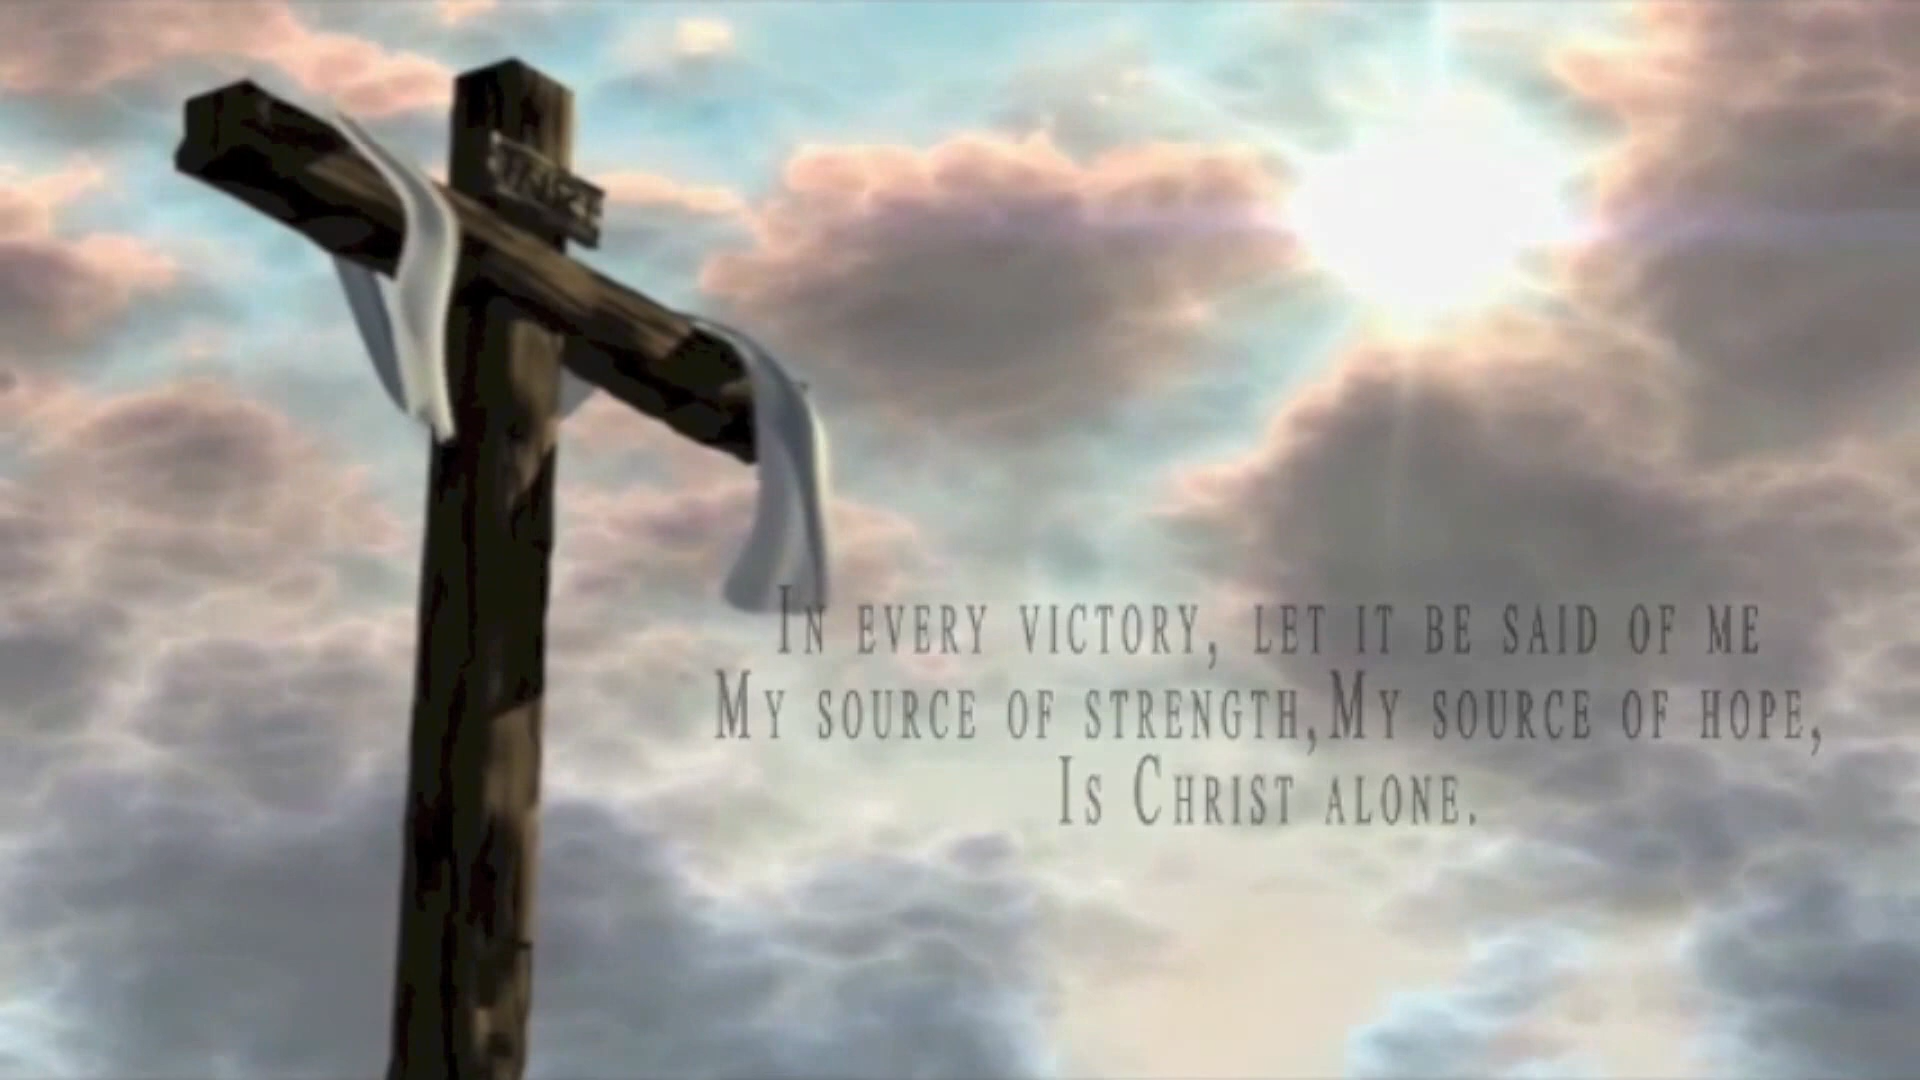 In every victory, let it be said of me
My source of strength,My source of hope,
Is Christ alone.